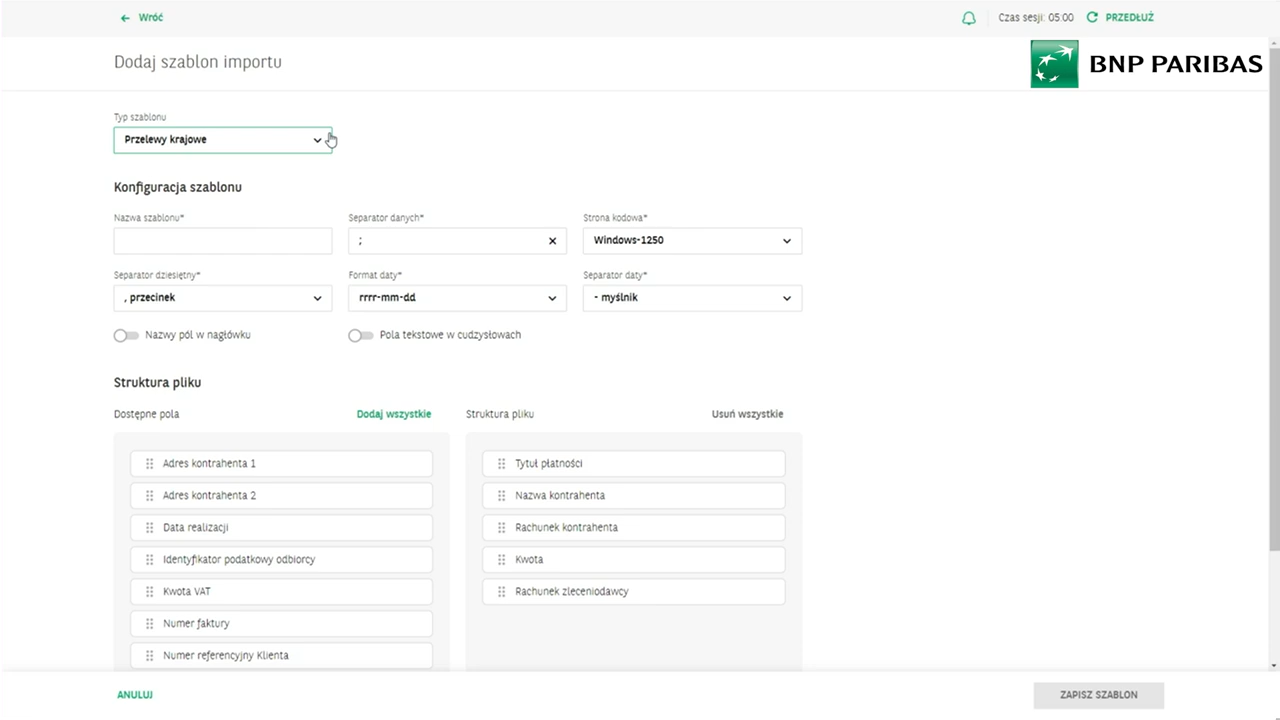 Wróć
Czas sesji: 05:00 PRZEDŁUŻ
Dodaj szablon importu
BNP PARIBAS
Typ szablonu
Przelewy krajowe
Konfiguracja szablonu
Nazwa szablonu* Separator danych* Strona kodowa*
; Windows-1250
Separator dziesiętny* Format daty* Separator daty*
, przecinek rrrr-mm-dd - myślnik
Nazwy pól w nagłówku Pola tekstowe w cudzysłowach
Struktura pliku
Dostępne pola Dodaj wszystkie Struktura pliku Usuń wszystkie
Adres kontrahenta 1 Tytuł płatności
Adres kontrahenta 2 Nazwa kontrahenta
Data realizacji Rachunek kontrahenta
Identyfikator podatkowy odbiorcy Kwota
Kwota VAT Rachunek zleceniodawcy
Numer faktury
Numer referencyjny Klienta
ANULUJ ZAPISZ SZABLON